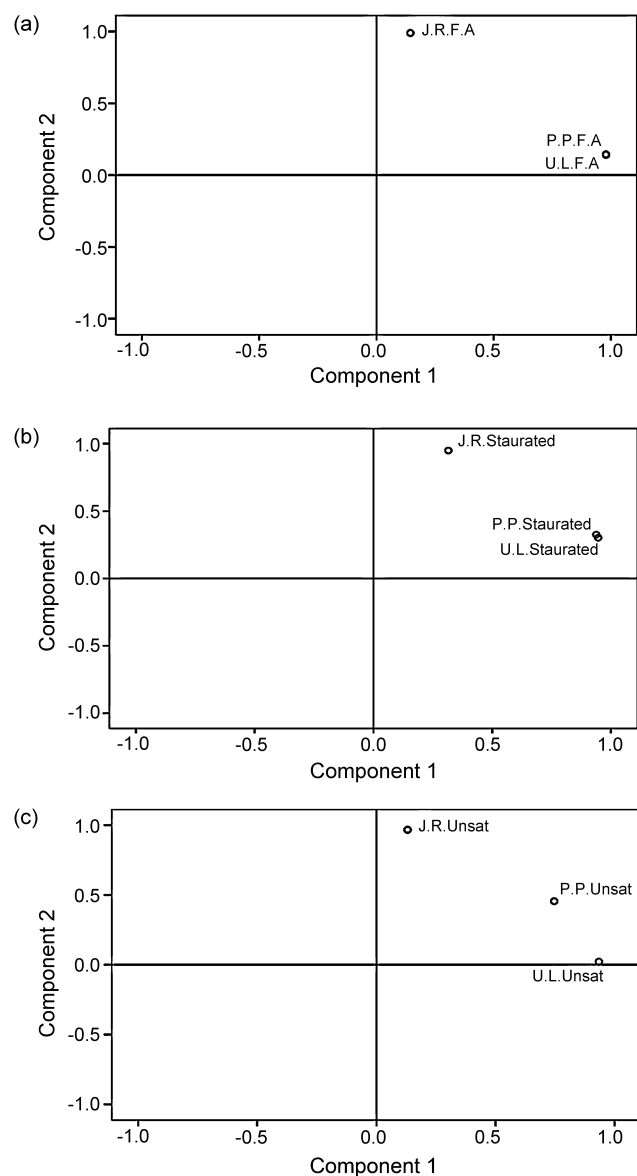 (a)
1.0
J.R.F.A
0.5
P.P.F.A
U.L.F.A
0.0
-0.5
-1.0
Component 2
-1.0
-0.5
0.0
0.5
1.0
Component 1
(b)
1.0
J.R.Staurated
0.5
P.P.Staurated
U.L.Staurated
0.0
-0.5
-1.0
Component 2
-1.0
-0.5
0.0
0.5
1.0
Component 1
(c)
1.0
J.R.Unsat
0.5
P.P.Unsat
0.0
U.L.Unsat
-0.5
-1.0
Component 2
-1.0
-0.5
0.0
0.5
1.0
Component 1